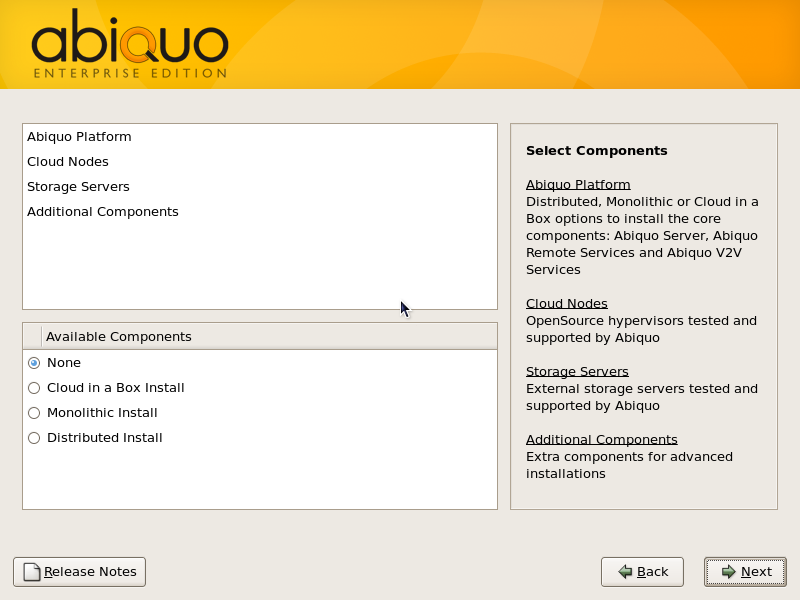 abiquo
ENTERPRISE EDITION
Abiquo Platform
Cloud Nodes
Storage Servers
Additional Components
Available Components
None
Cloud in a Box Install
Monolithic Install
Distributed Install
Select Components
Abiquo Platform
Distributed, Monolithic or Cloud in a
Box options to install the core
components: Abiquo Server, Abiquo
Remote Services and Abiquo V2V
Services
Cloud Nodes
OpenSource hypervisors tested and
supported by Abiquo
Storage Servers
External storage servers tested and
supported by Abiquo
Additional Components
Extra components for advanced
installations
Release Notes
Back
Next